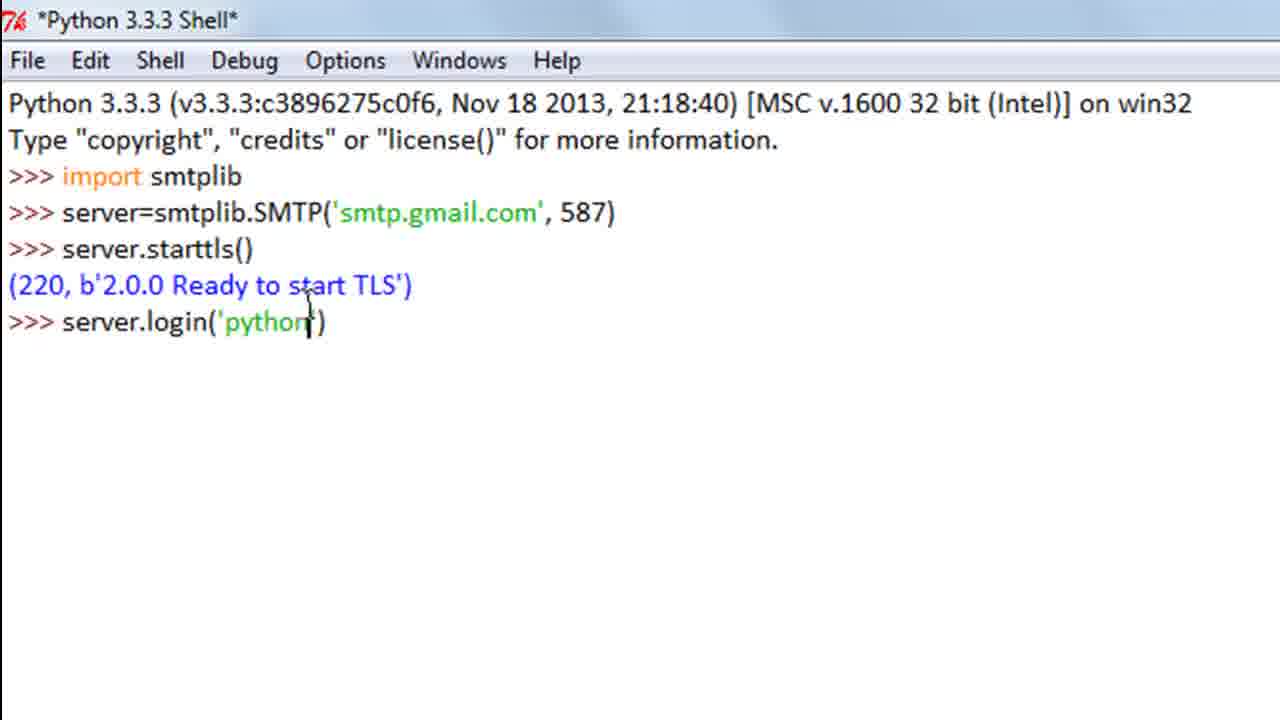 *Python 3.3.3 Shell*
File Edit Shell Debug Options Windows Help
Python 3.3.3 (v3.3.3:c3896275c0f6, Nov 18 2013, 21:18:40) [MSC v.1600 32 bit (Intel)] on win32
Type "copyright", "credits" or "license()" for more information.
>>> import smtplib
>>> server=smtplib.SMTP('smtp.gmail.com', 587)
>>> server.starttls()
(220, b'2.0.0 Ready to start TLS')
>>> server.login('python')